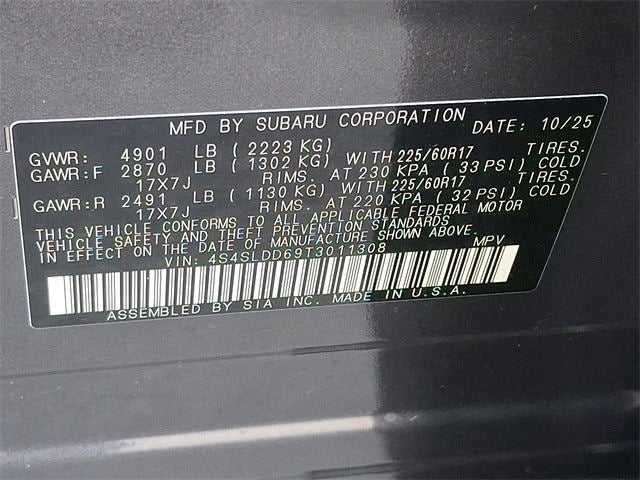 MFD BY SUBARU CORPORATION DATE: 10/25
GVWR: 4901 LB ( 2223 KG) TIRES.
GAWR:F 2870 LB ( 1302 KG) WITH 225/60R17
17X7J RIMS. AT 230 KPA ( 33 PSI) COLD
GAWR:R 2491 LB ( 1130 KG) WITH 225/60R17 TIRES.
17X7J RIMS. AT 220 KPA ( 32 PSI) COLD
THIS VEHICLE CONFORMS TO ALL APPLICABLE FEDERAL MOTOR
VEHICLE SAFETY AND THEFT PREVENTION STANDARDS
IN EFFECT ON THE DATE OF MANUFACTURE SHOWN ABOVE.
VIN: 4S4SLDD69T3011308 MPV
ASSEMBLED BY SIA INC. MADE IN U.S.A.